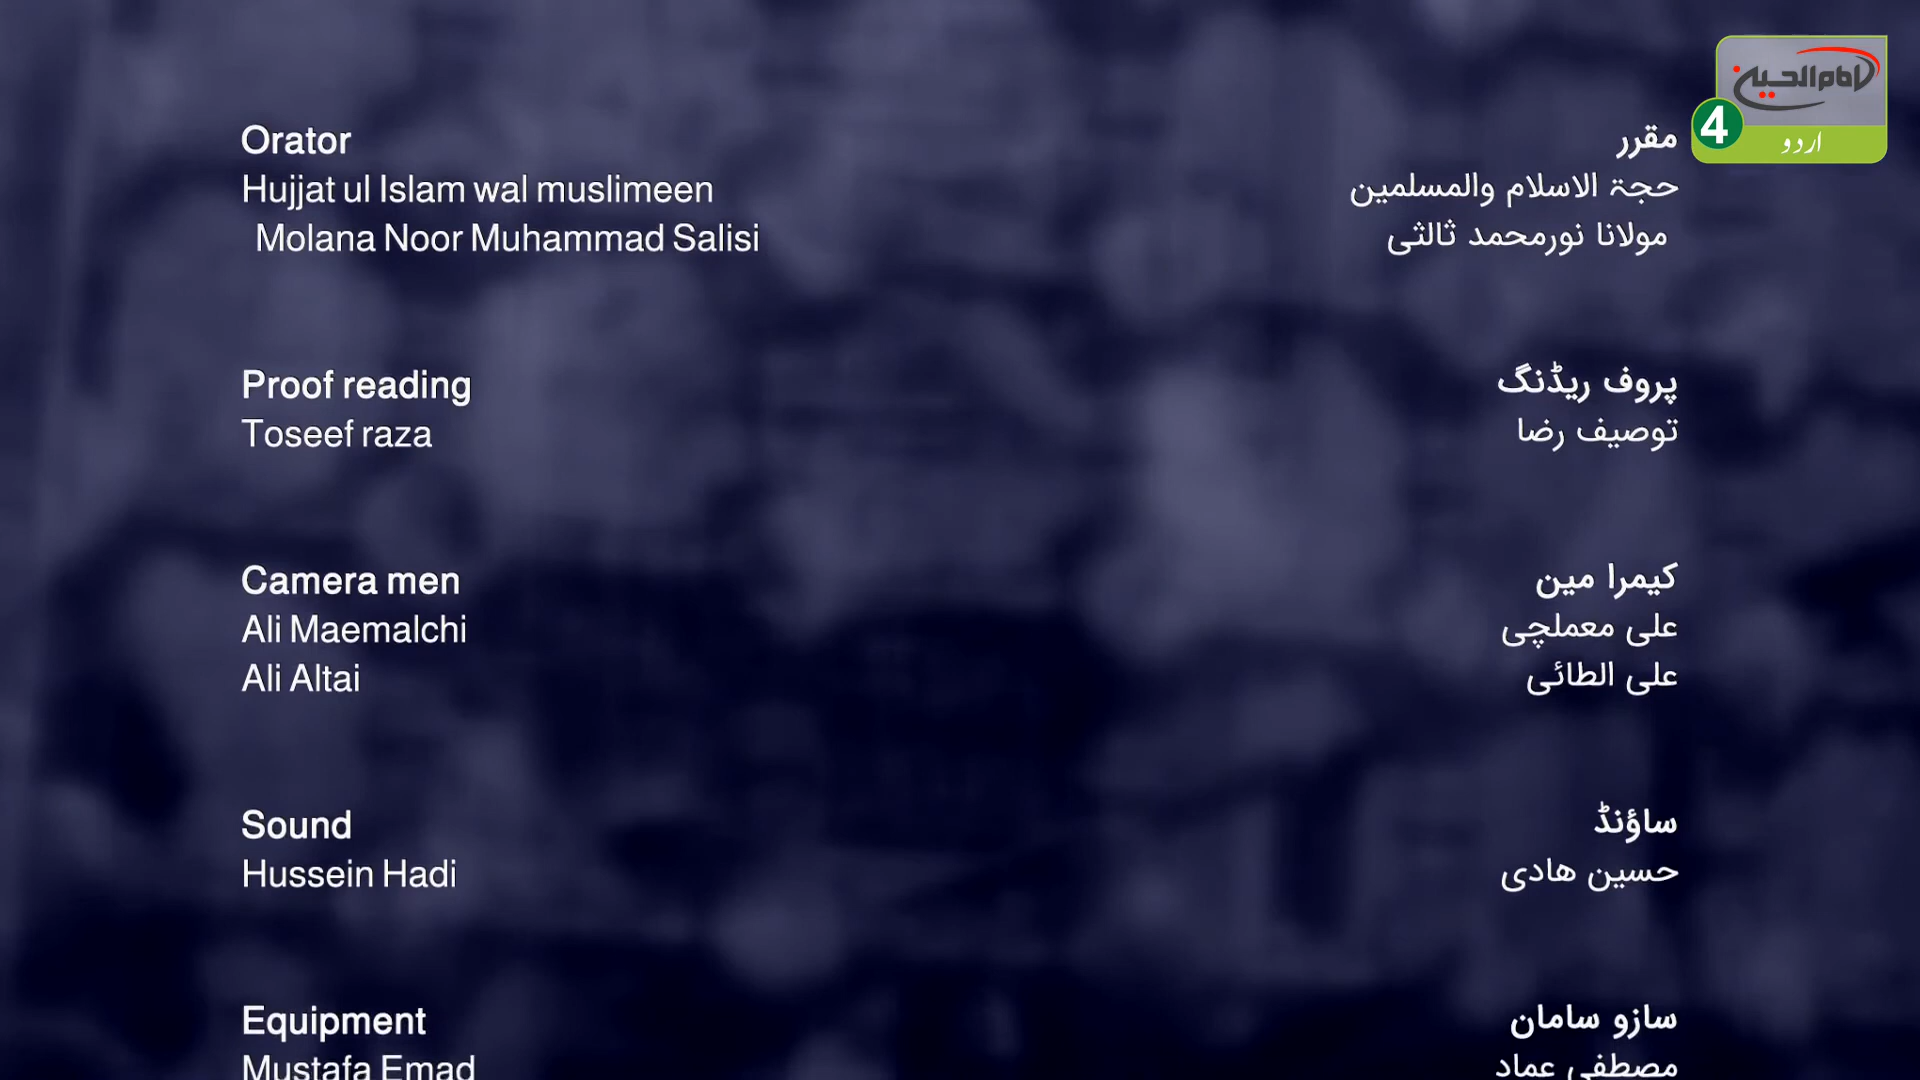 امام الحسین
4
اردو
Orator
Hujjat ul Islam wal muslimeen
Molana Noor Muhammad Salisi
مقرر
حجۃ الاسلام والمسلمین
مولانا نورمحمد ثالثی
Proof reading
Toseef raza
پروف ریڈنگ
توصیف رضا
Camera men
Ali Maemalchi
Ali Altai
کیمرا مین
علی معملچی
علی الطائی
Sound
Hussein Hadi
ساؤنڈ
حسین هادی
Equipment
Mustafa Emad
سازو سامان
مصطفی عماد